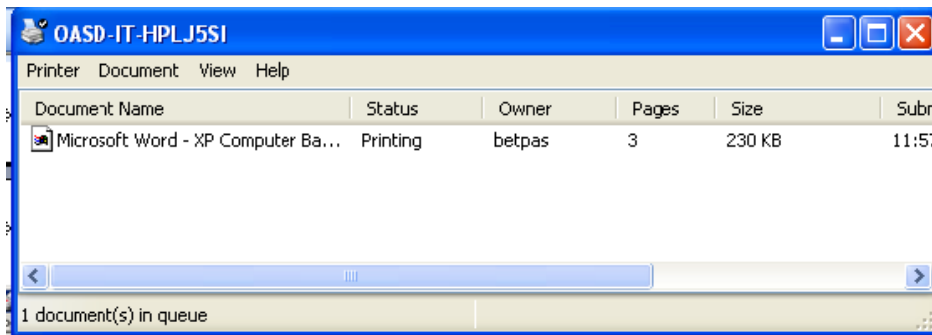 OASD-IT-HPLJ5SI
Printer Document View Help
Document Name Status Owner Pages Size Subr
Microsoft Word - XP Computer Ba... Printing betpas 3 230 KB 11:57
1 document(s) in queue